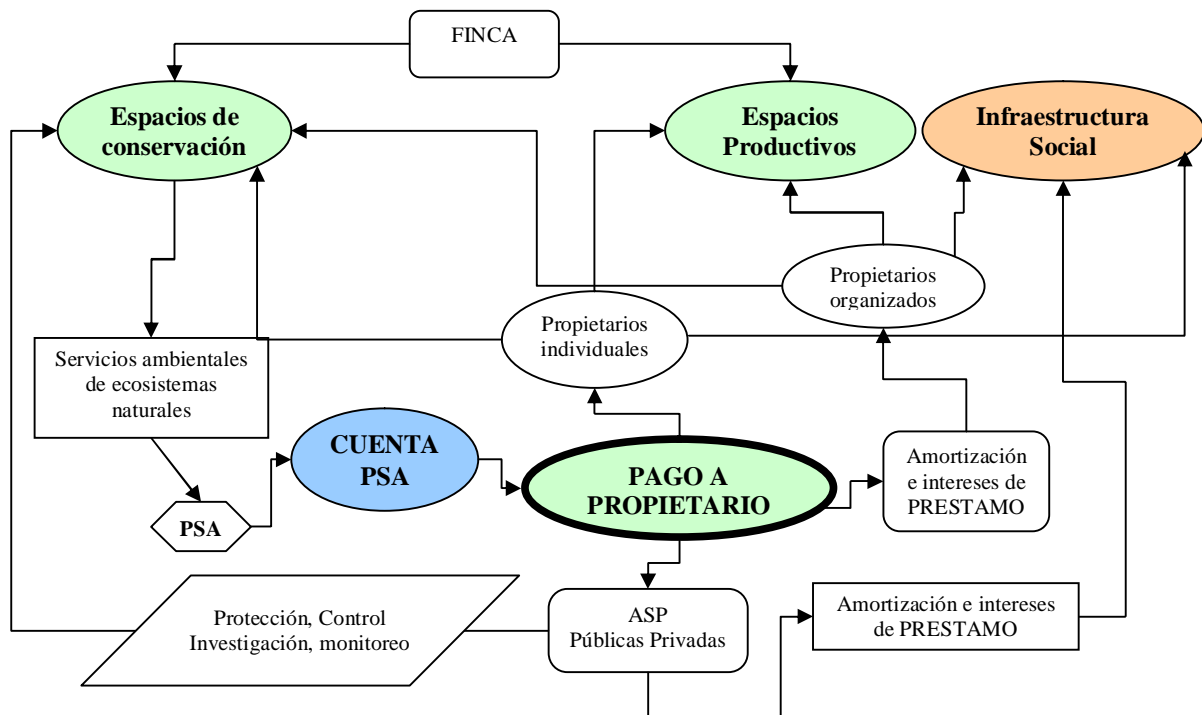 FINCA
Espacios de
conservación
Espacios
Productivos
Infraestructura
Social
Propietarios
organizados
Propietarios
individuales
Servicios ambientales
de ecosistemas
naturales
CUENTA
PSA
PAGO A
PROPIETARIO
Amortización
e intereses de
PRESTAMO
PSA
Protección, Control
Investigación, monitoreo
ASP
Públicas Privadas
Amortización e intereses
de PRESTAMO